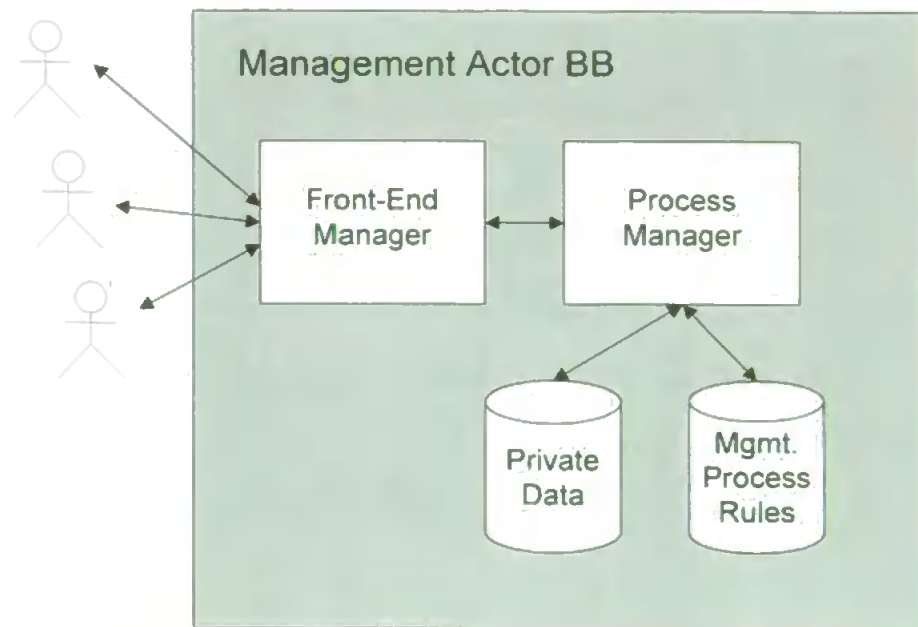 Management Actor BB
Front-End
Manager
Process
Manager
Private
Data
Mgmt.
Process
Rules